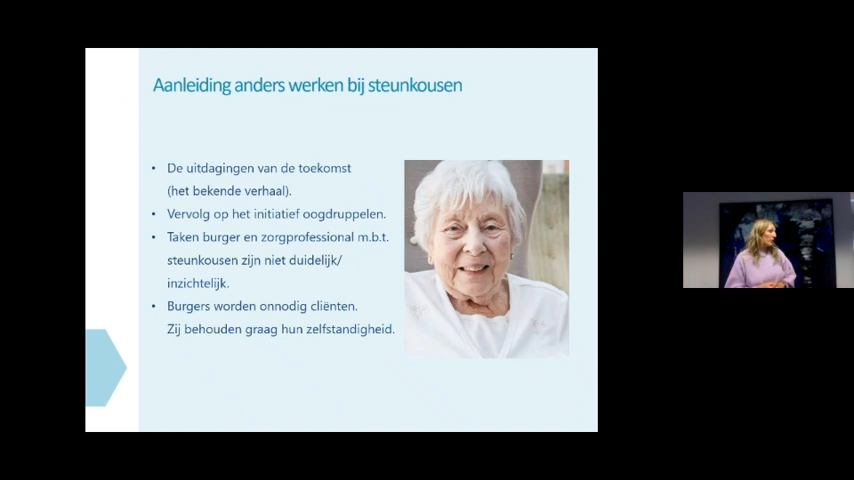 Aanleiding anders werken bij steunkousen
• De uitdagingen van de toekomst
(het bekende verhaal).
• Vervolg op het initiatief oogdruppelen.
• Taken burger en zorgprofessional m.b.t.
steunkousen zijn niet duidelijk/
inzichtelijk.
• Burgers worden onnodig cliënten.
Zij behouden graag hun zelfstandigheid.